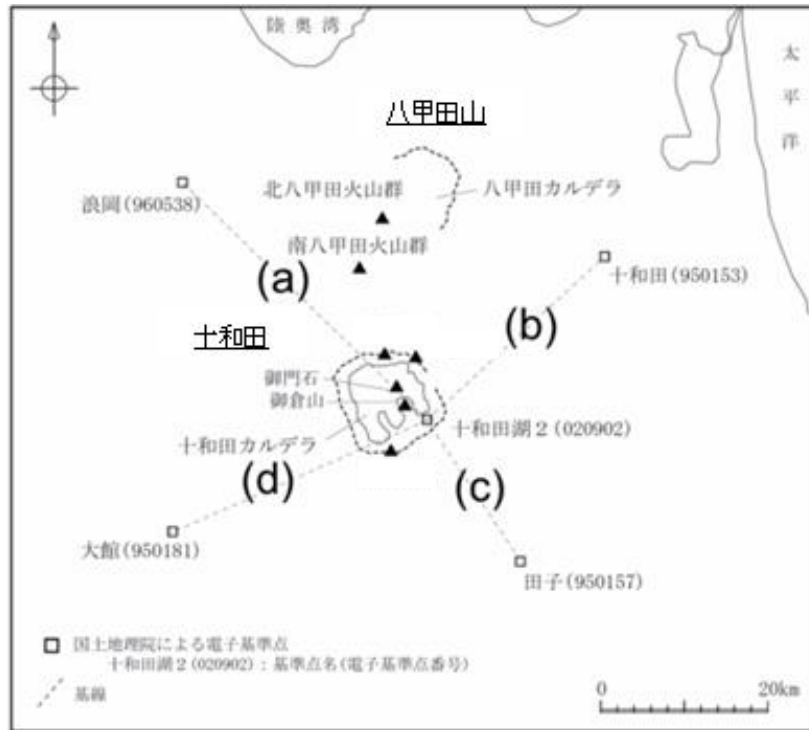 陸奥湾
太平洋
八甲田山
北八甲田火山群
八甲田カルデラ
浪岡(960538)
南八甲田火山群
十和田(950153)
(a)
(b)
十和田
御門石
御倉山
十和田湖2(020902)
十和田カルデラ
(d)
(c)
大館(950181)
田子(950157)
国土地理院による電子基準点
十和田湖2(020902):基準点名(電子基準点番号)
基線
0 20km